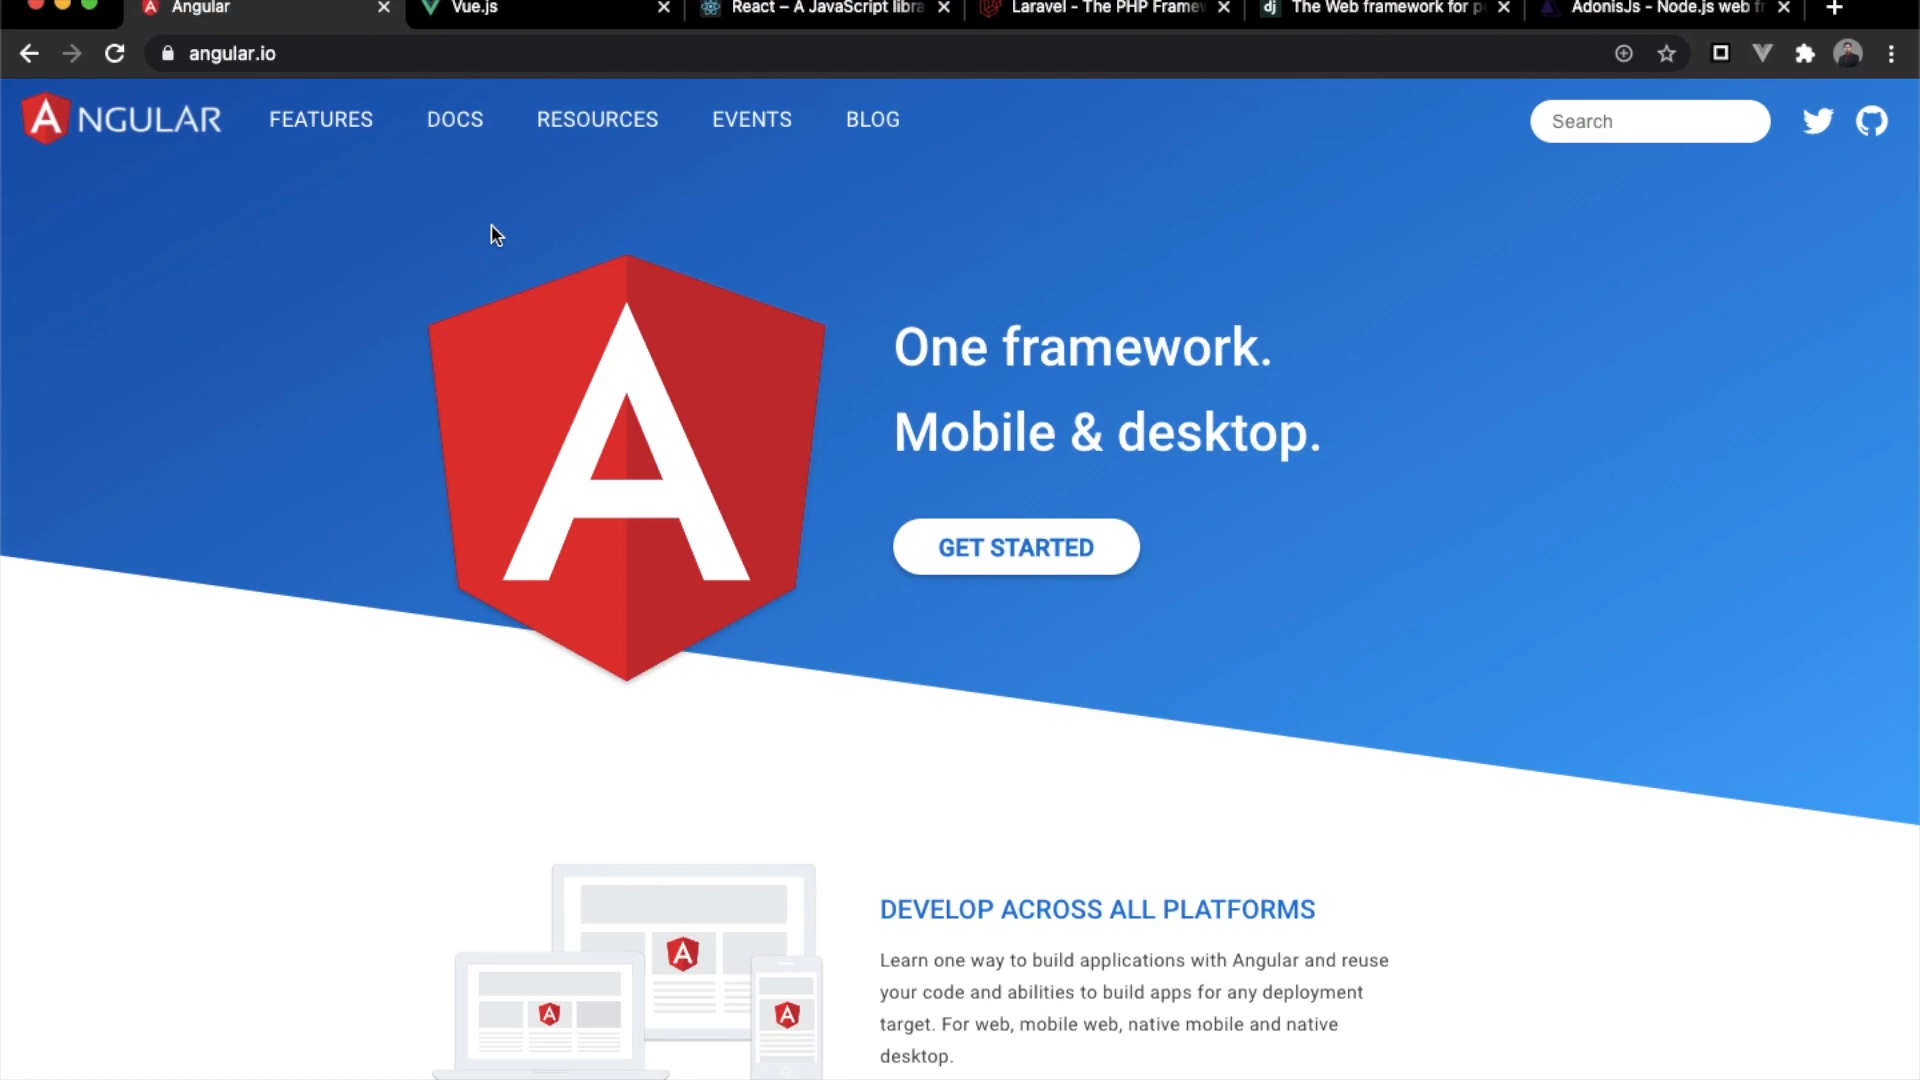 Angular
Vue.js
React – A JavaScript libra
Laravel - The PHP Framew
The Web framework for p
AdonisJs - Node.js web fr
angular.io
ANGULAR
FEATURES
DOCS
RESOURCES
EVENTS
BLOG
Search
One framework.
Mobile & desktop.
GET STARTED
DEVELOP ACROSS ALL PLATFORMS
Learn one way to build applications with Angular and reuse
your code and abilities to build apps for any deployment
target. For web, mobile web, native mobile and native
desktop.